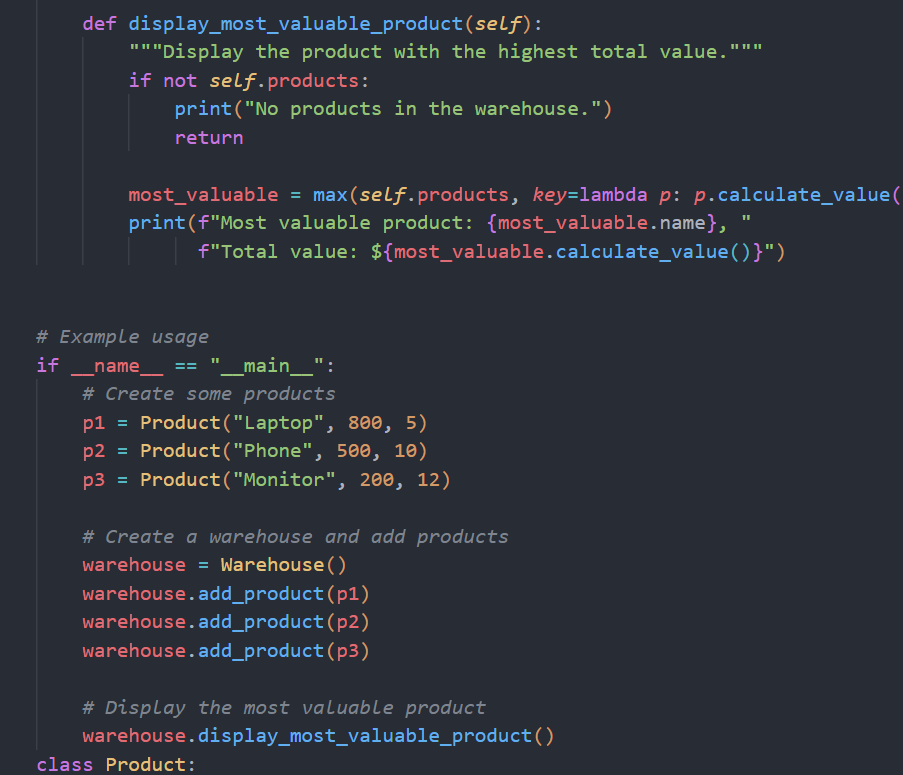 def display_most_valuable_product(self):
        """Display the product with the highest total value."""
        if not self.products:
            print("No products in the warehouse.")
            return

        most_valuable = max(self.products, key=lambda p: p.calculate_value(
        print(f"Most valuable product: {most_valuable.name}, "
              f"Total value: ${most_valuable.calculate_value()}")


# Example usage
if __name__ == "__main__":
    # Create some products
    p1 = Product("Laptop", 800, 5)
    p2 = Product("Phone", 500, 10)
    p3 = Product("Monitor", 200, 12)

    # Create a warehouse and add products
    warehouse = Warehouse()
    warehouse.add_product(p1)
    warehouse.add_product(p2)
    warehouse.add_product(p3)

    # Display the most valuable product
    warehouse.display_most_valuable_product()
class Product: